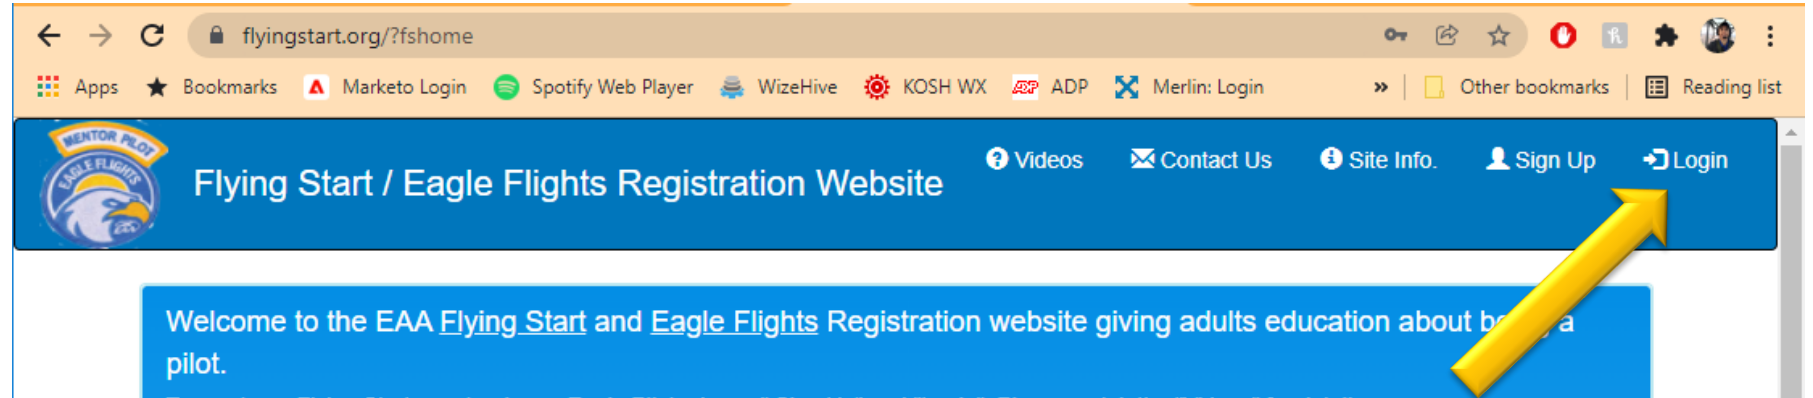 flyingstart.org/?fshome
Apps Bookmarks Marketo Login Spotify Web Player WizeHive KOSH WX ADP Merlin: Login » Other bookmarks Reading list
MENTOR PILOT
EAGLE FLIGHTS
Flying Start / Eagle Flights Registration Website
Videos Contact Us Site Info. Sign Up Login
Welcome to the EAA Flying Start and Eagle Flights Registration website giving adults education about being a
pilot.